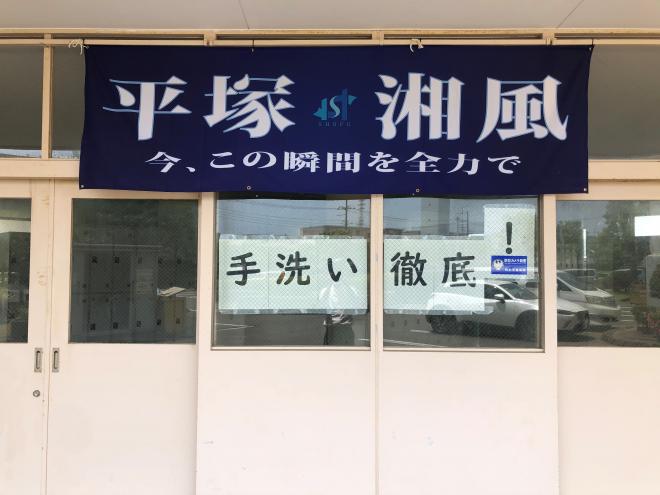 平塚 湘風
今、この瞬間を全力で
手洗い 徹底!